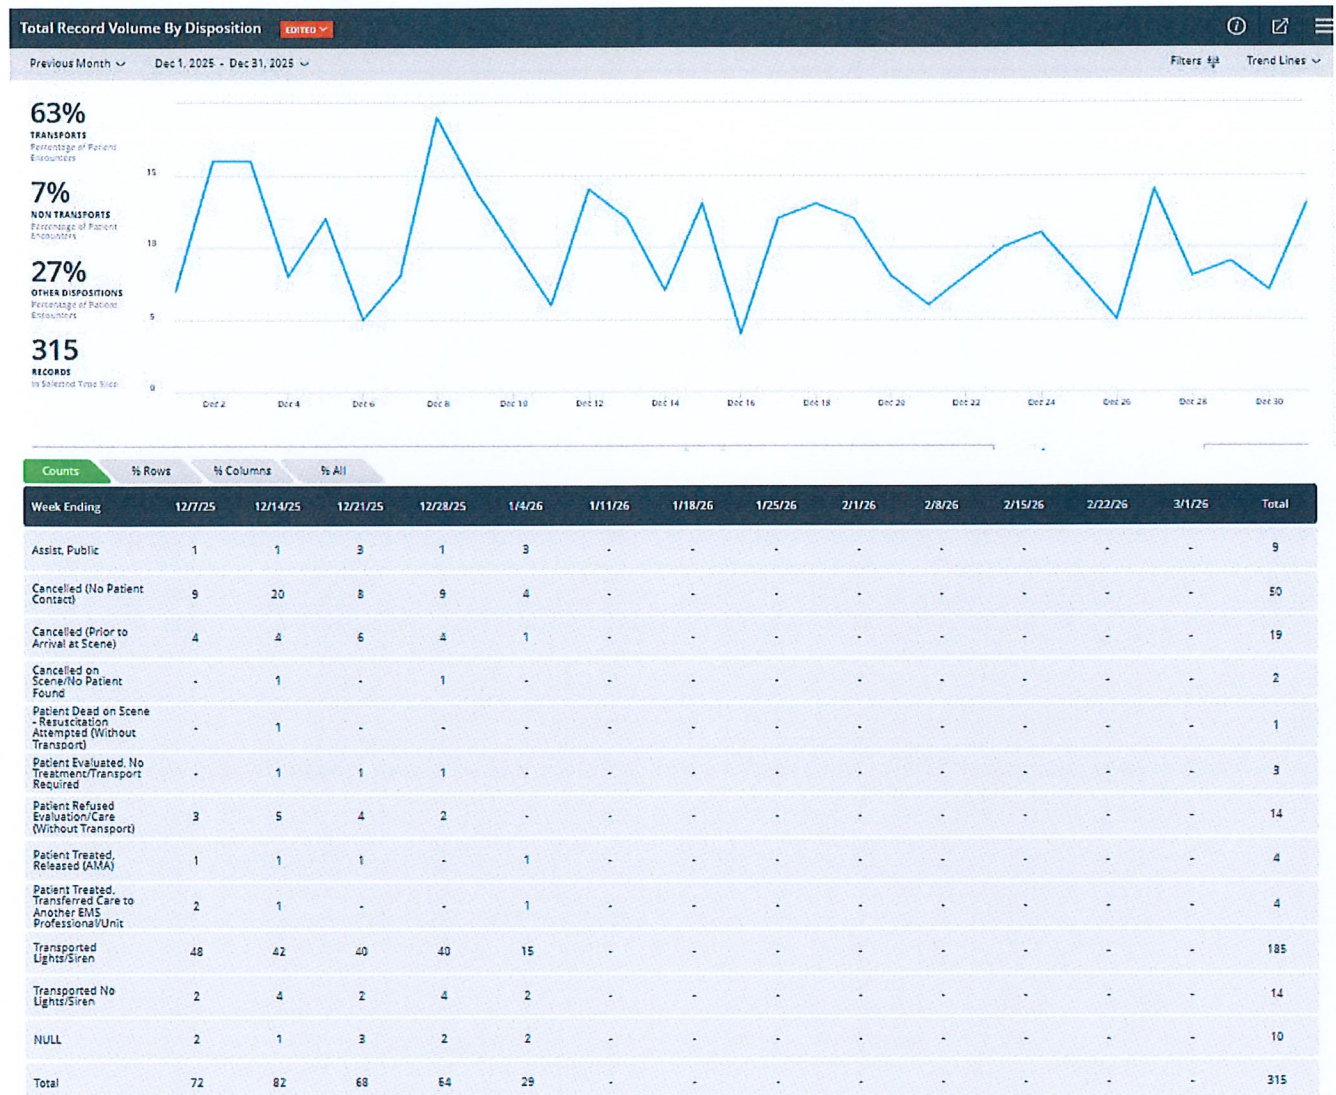 Total Record Volume By Disposition EDITED
Previous Month Dec 1, 2025 - Dec 31, 2025 Filters Trend Lines
63%
TRANSPORTS
Percentage of Patient
Encounters
7%
NON TRANSPORTS
Percentage of Patient
Encounters
27%
OTHER DISPOSITIONS
Percentage of Patient
Encounters
315
RECORDS
In Selected Time Slice
15
10
5
0
Dec 2 Dec 4 Dec 6 Dec 8 Dec 10 Dec 12 Dec 14 Dec 16 Dec 18 Dec 20 Dec 22 Dec 24 Dec 26 Dec 28 Dec 30
Counts % Rows % Columns % All
Week Ending 12/7/25 12/14/25 12/21/25 12/28/25 1/4/26 1/11/26 1/18/26 1/25/26 2/1/26 2/8/26 2/15/26 2/22/26 3/1/26 Total
Assist, Public 1 1 3 1 3 - - - - - - - - 9
Cancelled (No Patient
Contact) 9 20 8 9 4 - - - - - - - - 50
Cancelled (Prior to
Arrival at Scene) 4 4 6 4 1 - - - - - - - - 19
Cancelled on
Scene/No Patient
Found - 1 - 1 - - - - - - - - - 2
Patient Dead on Scene
- Resuscitation
Attempted (Without
Transport) - 1 - - - - - - - - - - - 1
Patient Evaluated, No
Treatment/Transport
Required - 1 1 1 - - - - - - - - - 3
Patient Refused
Evaluation/Care
(Without Transport) 3 5 4 2 - - - - - - - - - 14
Patient Treated,
Released (AMA) 1 1 1 - 1 - - - - - - - - 4
Patient Treated,
Transferred Care to
Another EMS
Professional/Unit 2 1 - - 1 - - - - - - - - 4
Transported
Lights/Siren 48 42 40 40 15 - - - - - - - - 185
Transported No
Lights/Siren 2 4 2 4 2 - - - - - - - - 14
NULL 2 1 3 2 2 - - - - - - - - 10
Total 72 82 68 64 29 - - - - - - - - 315